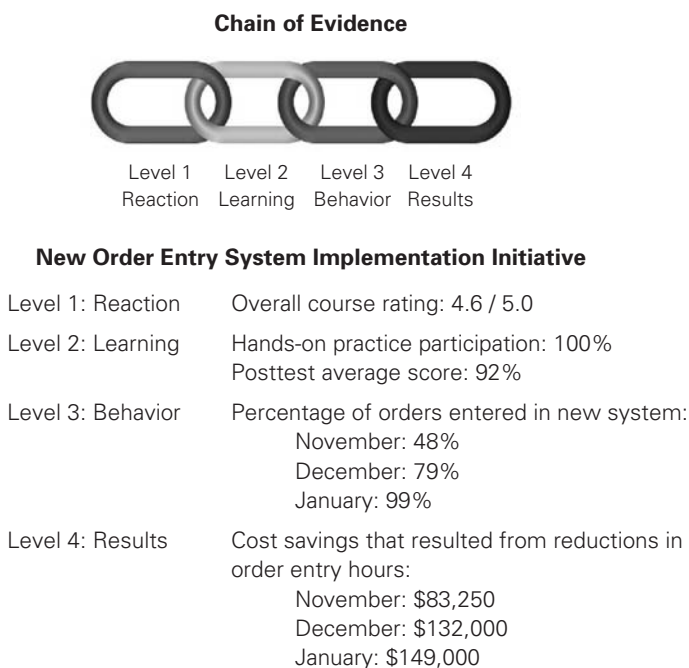 Chain of Evidence
Level 1 Level 2 Level 3 Level 4
Reaction Learning Behavior Results
New Order Entry System Implementation Initiative
Level 1: Reaction Overall course rating: 4.6 / 5.0
Level 2: Learning Hands-on practice participation: 100%
Posttest average score: 92%
Level 3: Behavior Percentage of orders entered in new system:
November: 48%
December: 79%
January: 99%
Level 4: Results Cost savings that resulted from reductions in
order entry hours:
November: $83,250
December: $132,000
January: $149,000